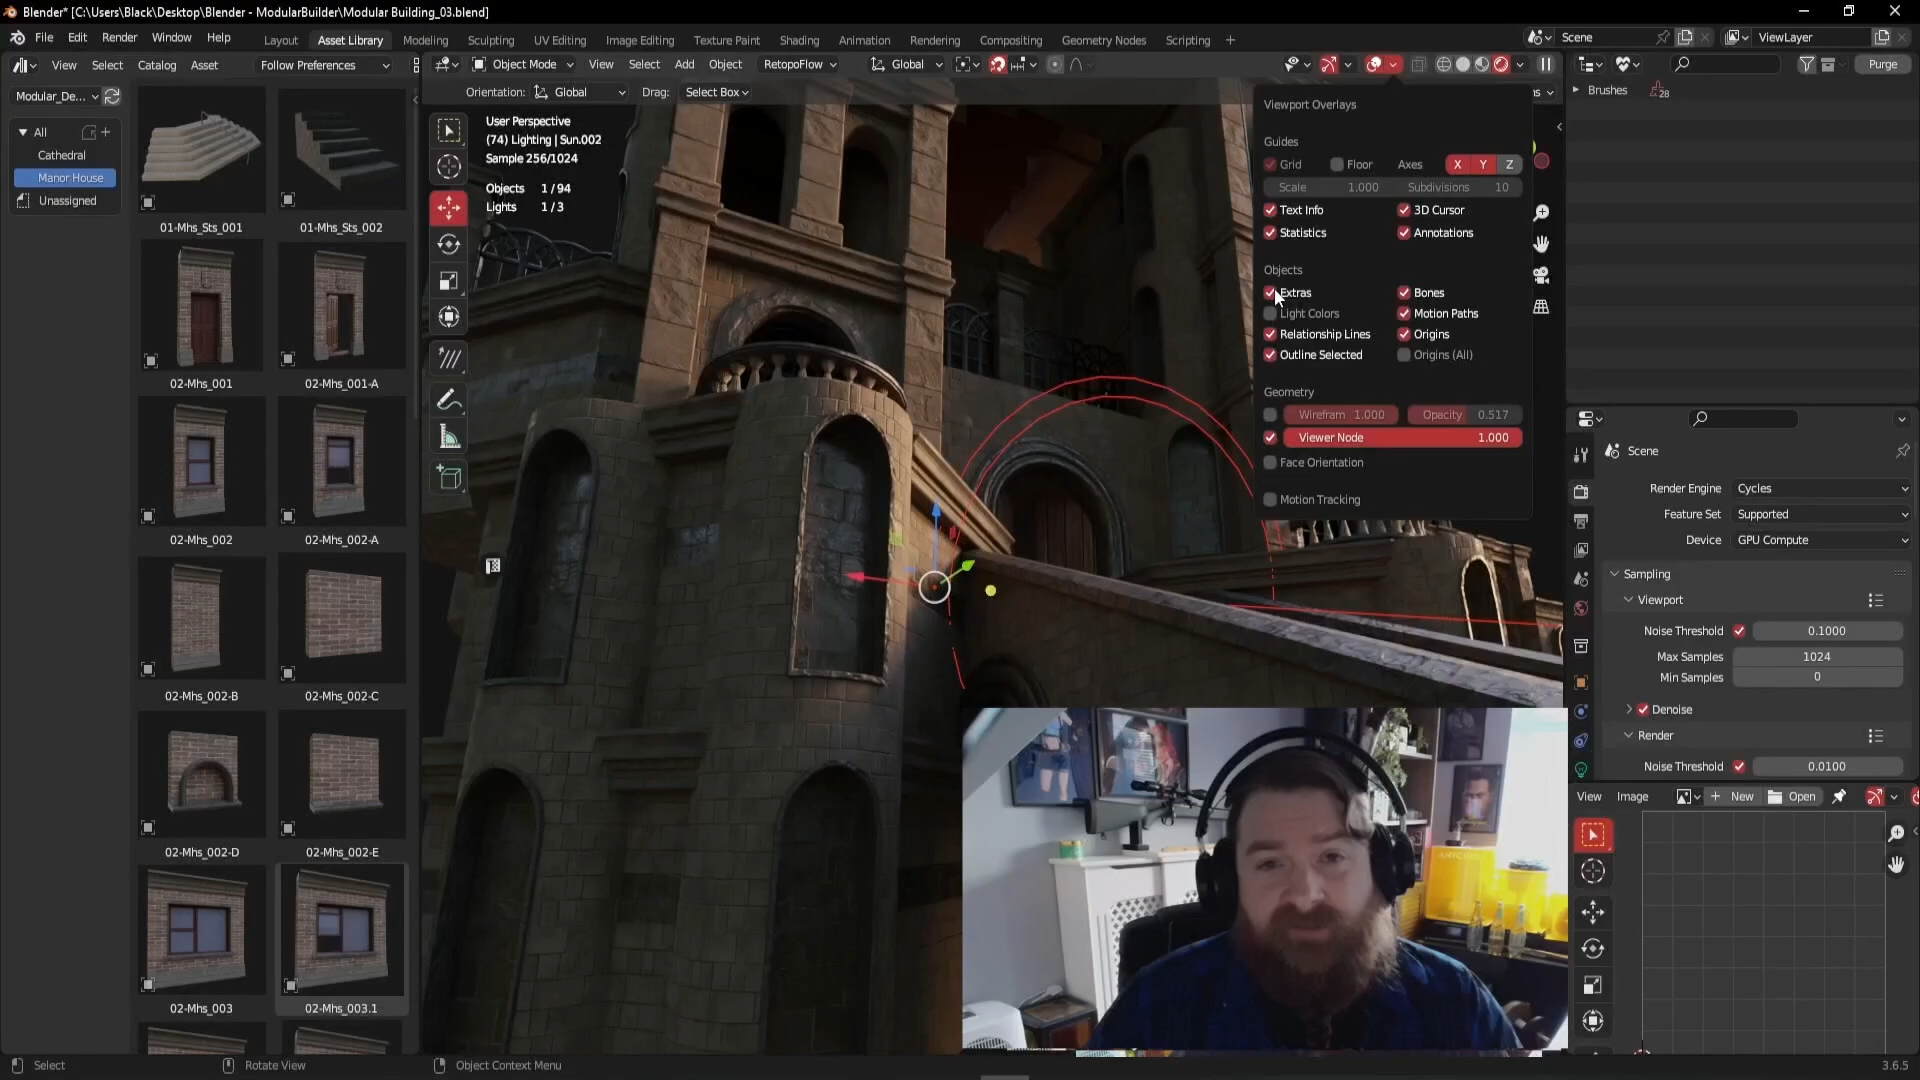 Blender* [C:\Users\Black\Desktop\Blender - ModularBuilder\Modular Building_03.blend]
File Edit Render Window Help
Layout Asset Library Modeling Sculpting UV Editing Image Editing Texture Paint Shading Animation Rendering Compositing Geometry Nodes Scripting +
Scene
ViewLayer
View Select Catalog Asset Follow Preferences
Object Mode View Select Add Object RetopoFlow Global
Purge
Orientation: Global Drag: Select Box
Modular_De...
All
Cathedral
Manor House
Unassigned
01-Mhs_Sts_001
01-Mhs_Sts_002
02-Mhs_001
02-Mhs_001-A
02-Mhs_002
02-Mhs_002-A
02-Mhs_002-B
02-Mhs_002-C
02-Mhs_002-D
02-Mhs_002-E
02-Mhs_003
02-Mhs_003.1
User Perspective
(74) Lighting | Sun.002
Sample 256/1024
Objects 1 / 94
Lights 1 / 3
Viewport Overlays
Guides
Grid Floor Axes X Y Z
Scale 1.000 Subdivisions 10
Text Info 3D Cursor
Statistics Annotations
Objects
Extras Bones
Light Colors Motion Paths
Relationship Lines Origins
Outline Selected Origins (All)
Geometry
Wirefram 1.000 Opacity 0.517
Viewer Node 1.000
Face Orientation
Motion Tracking
Brushes 28
Scene
Render Engine Cycles
Feature Set Supported
Device GPU Compute
Sampling
Viewport
Noise Threshold 0.1000
Max Samples 1024
Min Samples 0
Denoise
Render
Noise Threshold 0.0100
View Image New Open
Select Rotate View Object Context Menu
3.6.5